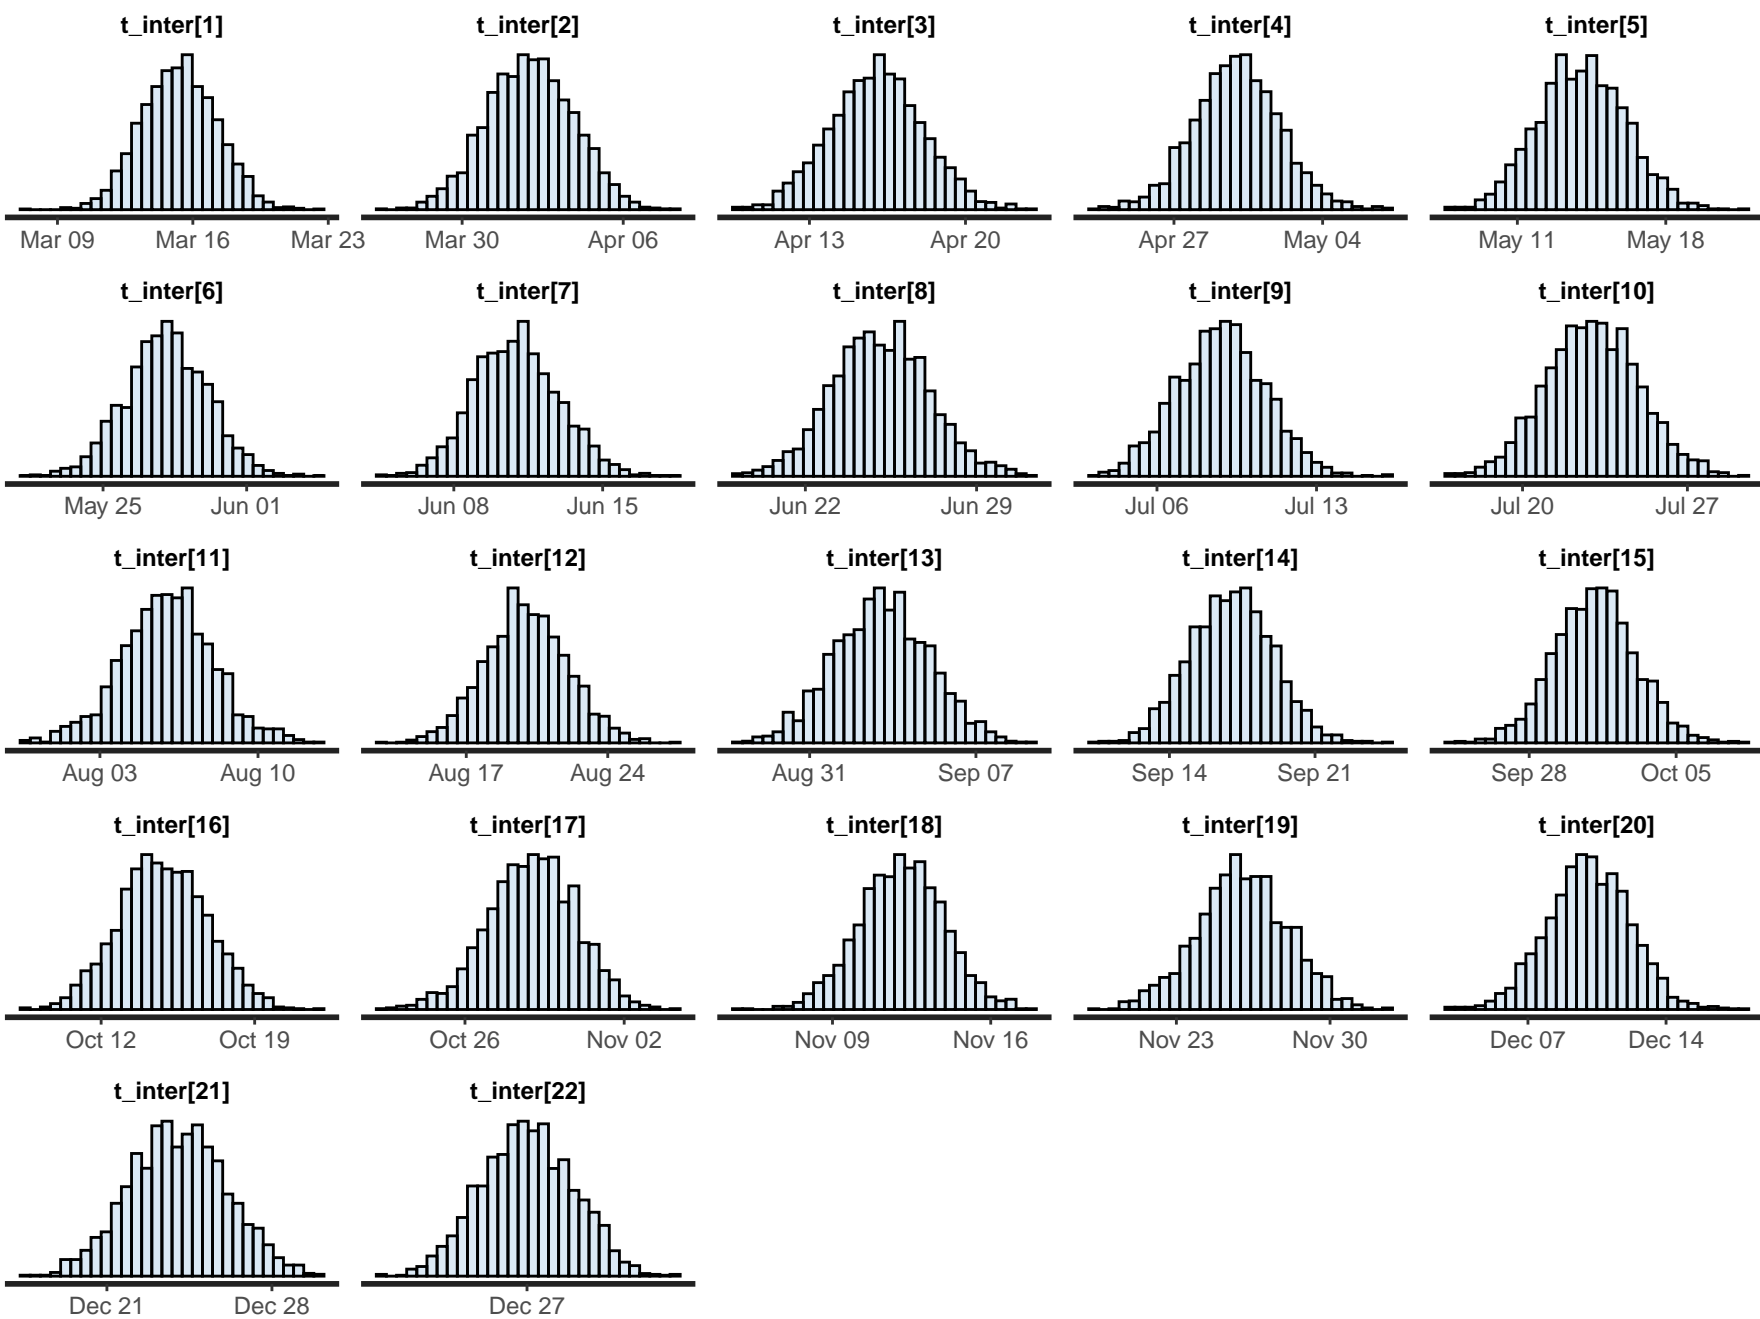 t_inter[1] t_inter[2] t_inter[3] t_inter[4] t_inter[5]
Mar 09 Mar 16 Mar 23 Mar 30 Apr 06 Apr 13 Apr 20 Apr 27 May 04 May 11 May 18
t_inter[6] t_inter[7] t_inter[8] t_inter[9] t_inter[10]
May 25 Jun 01 Jun 08 Jun 15 Jun 22 Jun 29 Jul 06 Jul 13 Jul 20 Jul 27
t_inter[11] t_inter[12] t_inter[13] t_inter[14] t_inter[15]
Aug 03 Aug 10 Aug 17 Aug 24 Aug 31 Sep 07 Sep 14 Sep 21 Sep 28 Oct 05
t_inter[16] t_inter[17] t_inter[18] t_inter[19] t_inter[20]
Oct 12 Oct 19 Oct 26 Nov 02 Nov 09 Nov 16 Nov 23 Nov 30 Dec 07 Dec 14
t_inter[21] t_inter[22]
Dec 21 Dec 28 Dec 27